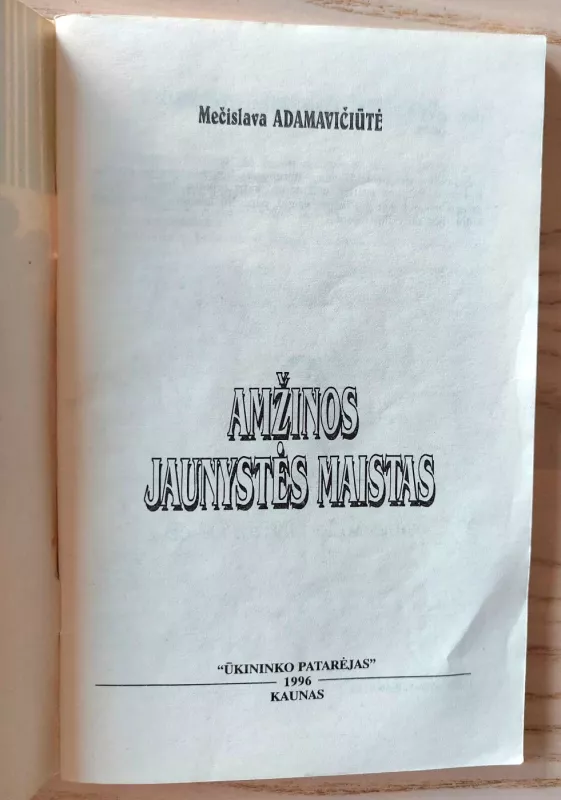 Mečislava ADAMAVIČIŪTĖ
AMŽINOS
JAUNYSTĖS MAISTAS
“ŪKININKO PATARĖJAS”
1996
KAUNAS